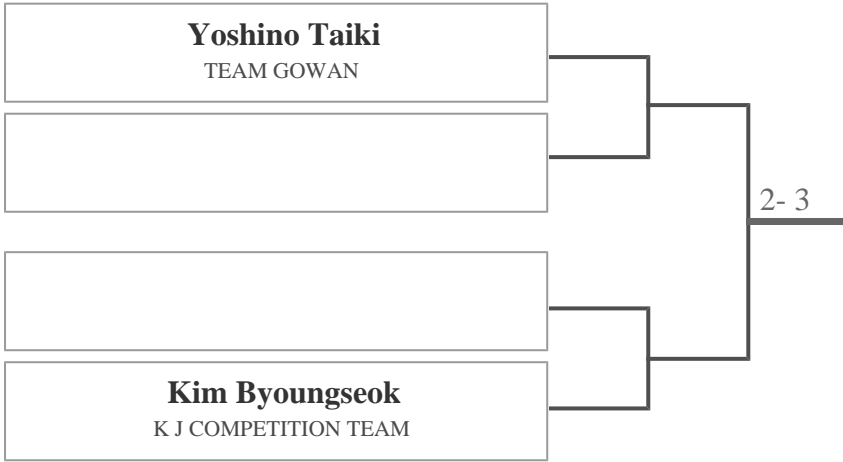 Yoshino Taiki
TEAM GOWAN
2- 3
Kim Byoungseok
K J COMPETITION TEAM